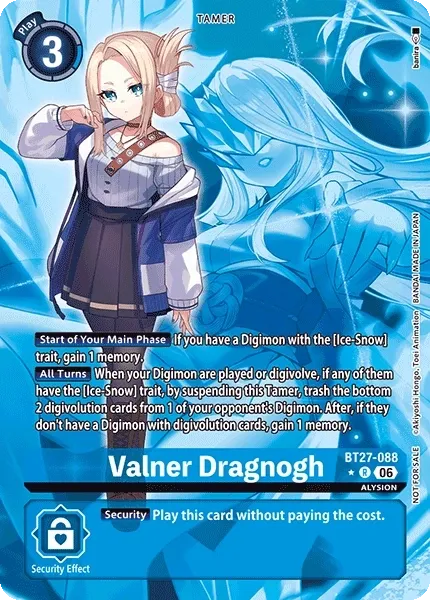 Play
3
TAMER
banira
Start of Your Main Phase If you have a Digimon with the [Ice-Snow]
trait, gain 1 memory.
All Turns When your Digimon are played or digivolve, if any of them
have the [Ice-Snow] trait, by suspending this Tamer, trash the bottom
2 digivolution cards from 1 of your opponent's Digimon. After, if they
don't have a Digimon with digivolution cards, gain 1 memory.
Valner Dragnogh
BT27-088
R 06
ALYSION
Security Play this card without paying the cost.
Security Effect
NOT FOR SALE ©Akiyoshi Hongo, Toei Animation BANDAI MADE IN JAPAN